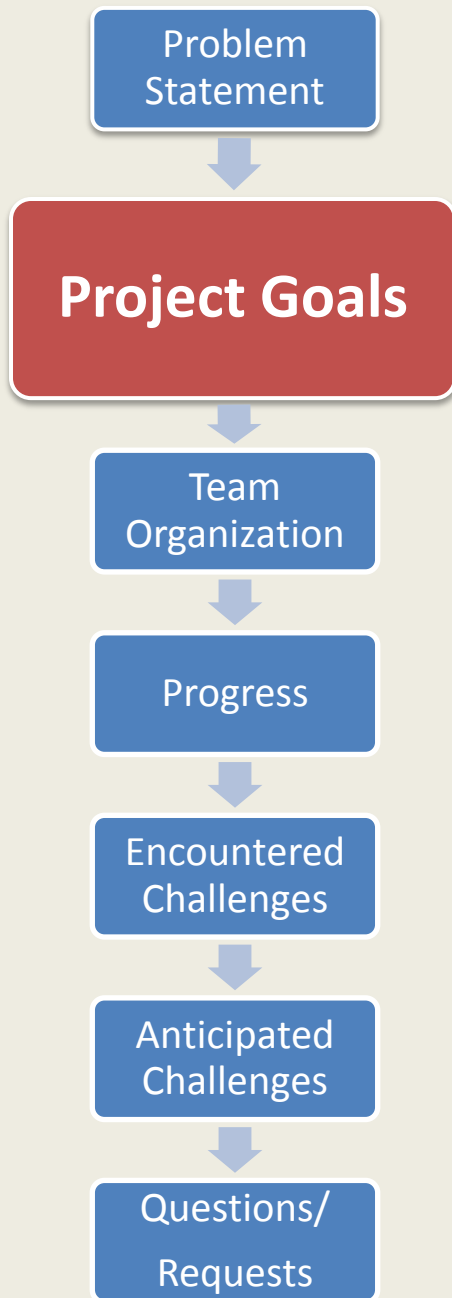 Problem
Statement
Project Goals
Team
Organization
Progress
Encountered
Challenges
Anticipated
Challenges
Questions/
Requests